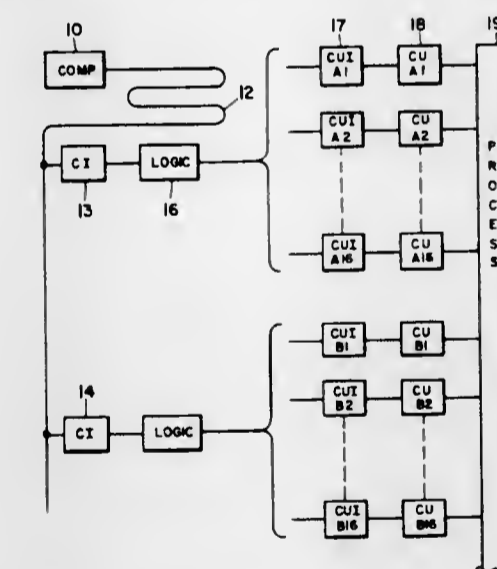 10
COMP
12
CI
13
LOGIC
16
17
18
19
CUI A1
CU A1
CUI A2
CU A2
CUI A16
CU A16
PROCESS
14
CI
LOGIC
CUI B1
CU B1
CUI B2
CU B2
CUI B16
CU B16